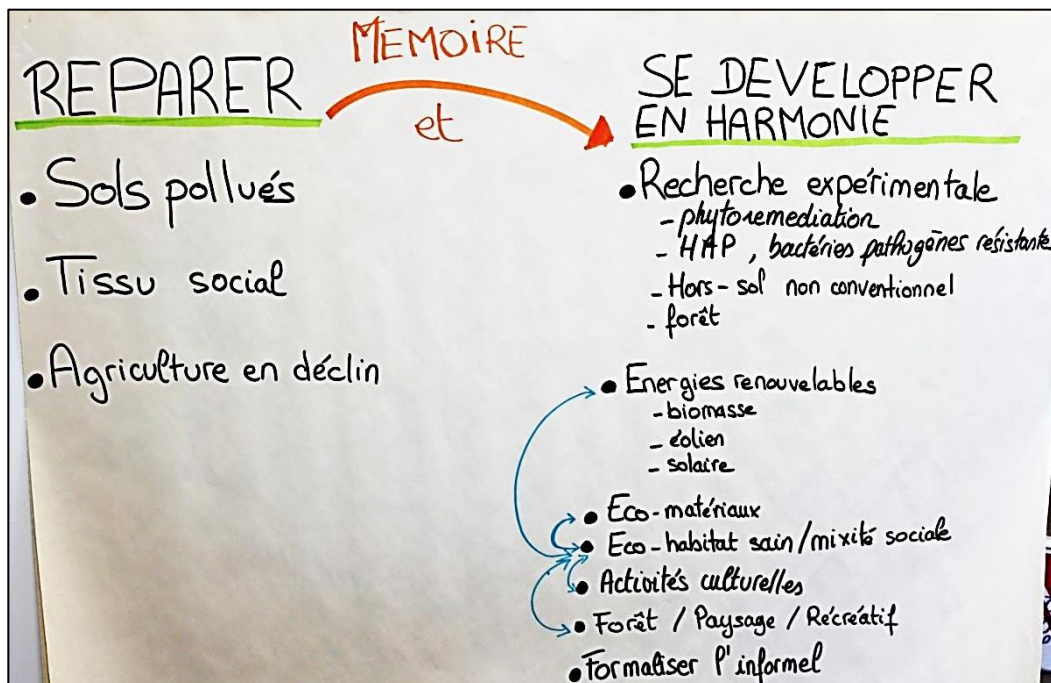 MEMOIRE
et
REPARER
• Sols pollués
• Tissu social
• Agriculture en déclin
SE DEVELOPPER
EN HARMONIE
• Recherche expérimentale
- phytoremediation
- HAP, bactéries pathogènes résistante
- Hors-sol non conventionnel
- forêt
• Energies renouvelables
- biomasse
- éolien
- solaire
• Eco-matériaux
• Eco-habitat sain/mixité sociale
• Activités culturelles
• Forêt / Paysage / Récréatif
• Formaliser l'informel